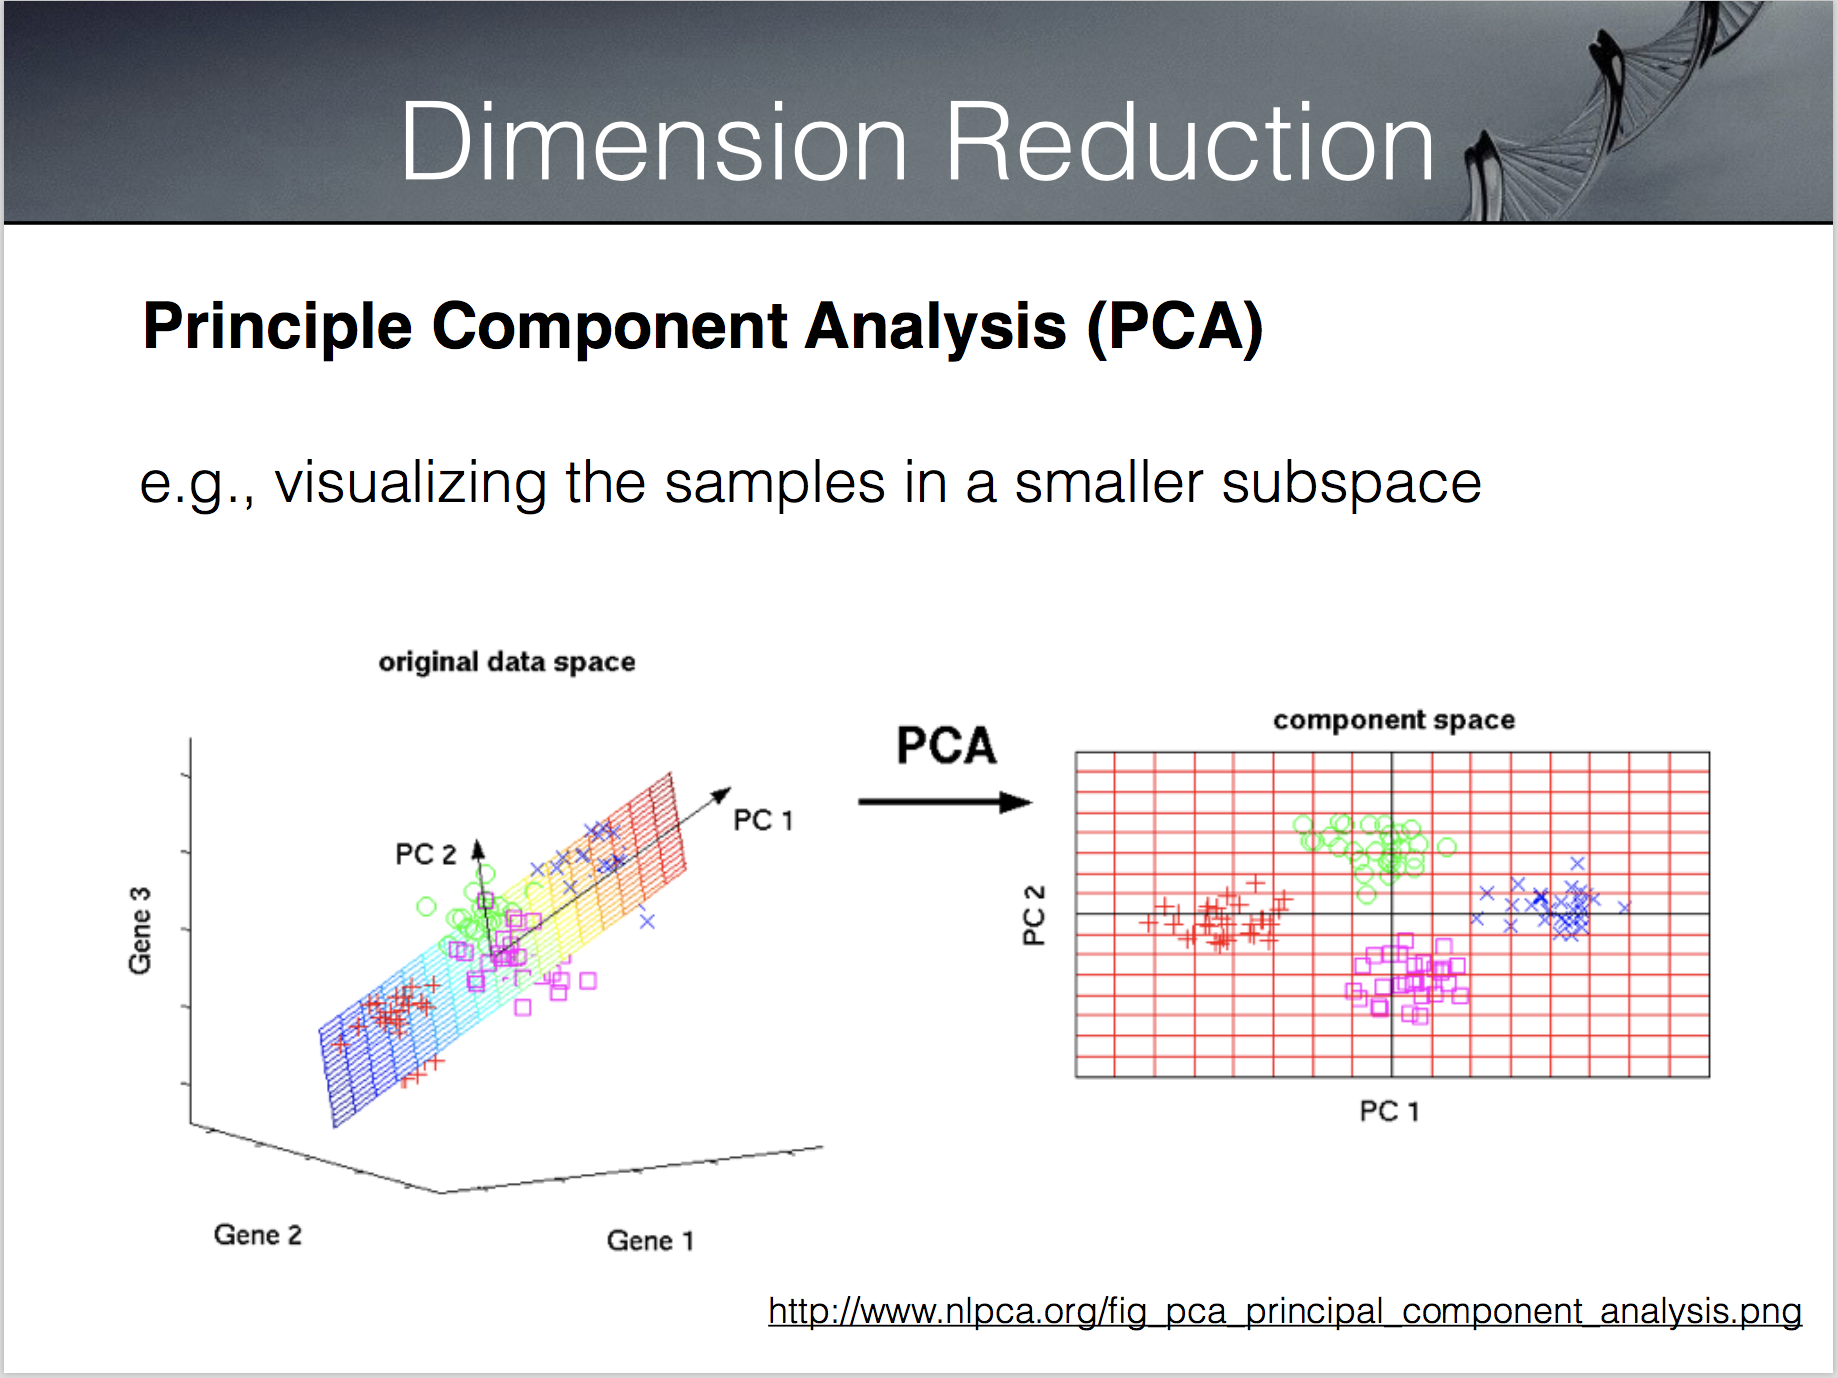 Dimension Reduction
Principle Component Analysis (PCA)
e.g., visualizing the samples in a smaller subspace
original data space
component space
PCA
PC 1
PC 2
Gene 3
PC 2
PC 1
Gene 2
Gene 1
http://www.nlpca.org/fig_pca_principal_component_analysis.png